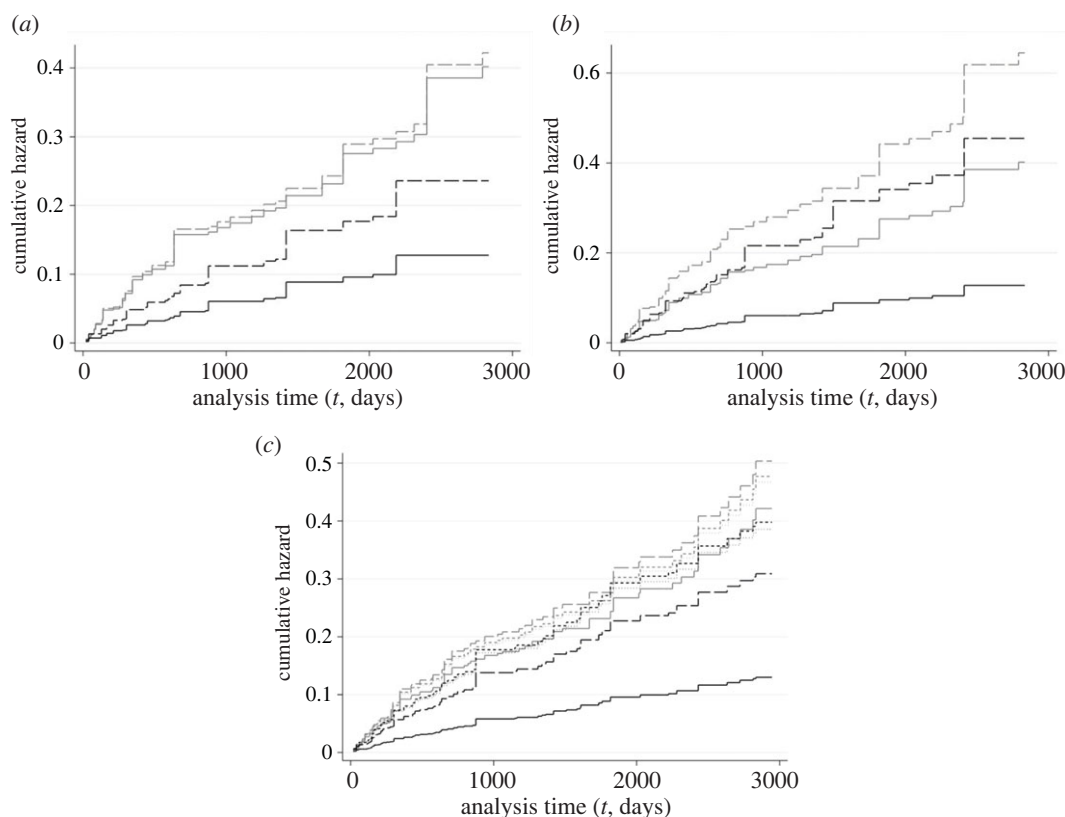 (a)
0.4
0.3
0.2
0.1
0
cumulative hazard
0 1000 2000 3000
analysis time (t, days)
(b)
0.6
0.4
0.2
0
cumulative hazard
0 1000 2000 3000
analysis time (t, days)
(c)
0.5
0.4
0.3
0.2
0.1
0
cumulative hazard
0 1000 2000 3000
analysis time (t, days)